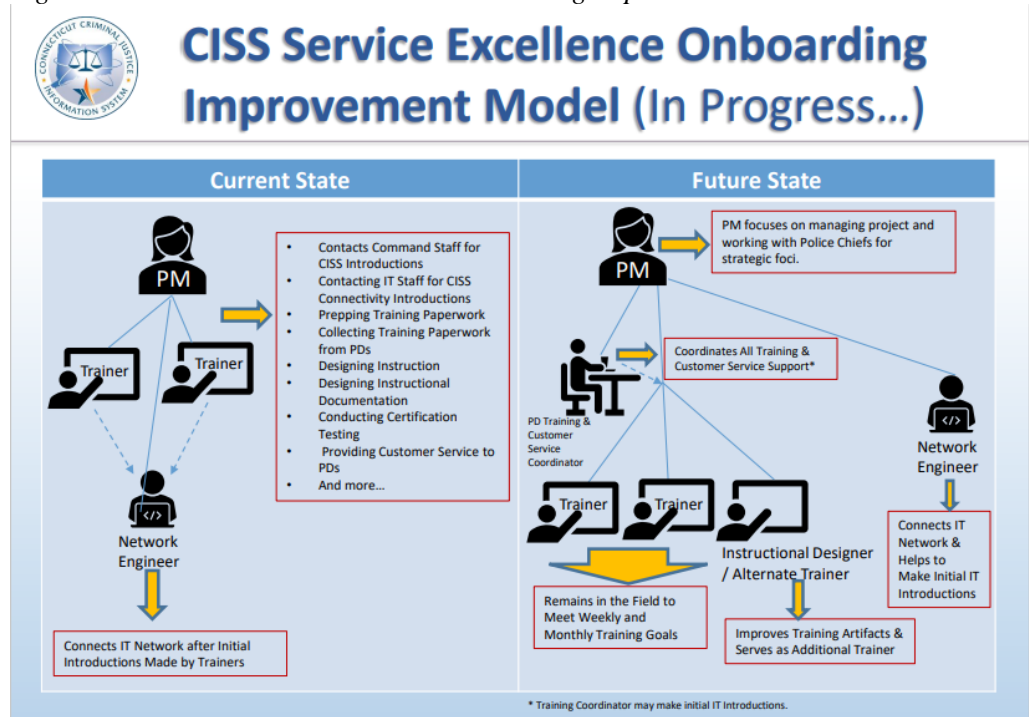 CONNECTICUT CRIMINAL JUSTICE
INFORMATION SYSTEM
CISS Service Excellence Onboarding
Improvement Model (In Progress...)
Current State
PM
Trainer
Trainer
Network
Engineer
Connects IT Network after Initial
Introductions Made by Trainers
• Contacts Command Staff for
CISS Introductions
• Contacting IT Staff for CISS
Connectivity Introductions
• Prepping Training Paperwork
• Collecting Training Paperwork
from PDs
• Designing Instruction
• Designing Instructional
Documentation
• Conducting Certification
Testing
• Providing Customer Service to
PDs
• And more...
Future State
PM
PM focuses on managing project and
working with Police Chiefs for
strategic foci.
Coordinates All Training &
Customer Service Support*
PD Training &
Customer
Service
Coordinator
Trainer
Trainer
Remains in the Field to
Meet Weekly and
Monthly Training Goals
Instructional Designer
/ Alternate Trainer
Improves Training Artifacts &
Serves as Additional Trainer
Network
Engineer
Connects IT
Network &
Helps to
Make Initial IT
Introductions
* Training Coordinator may make initial IT Introductions.